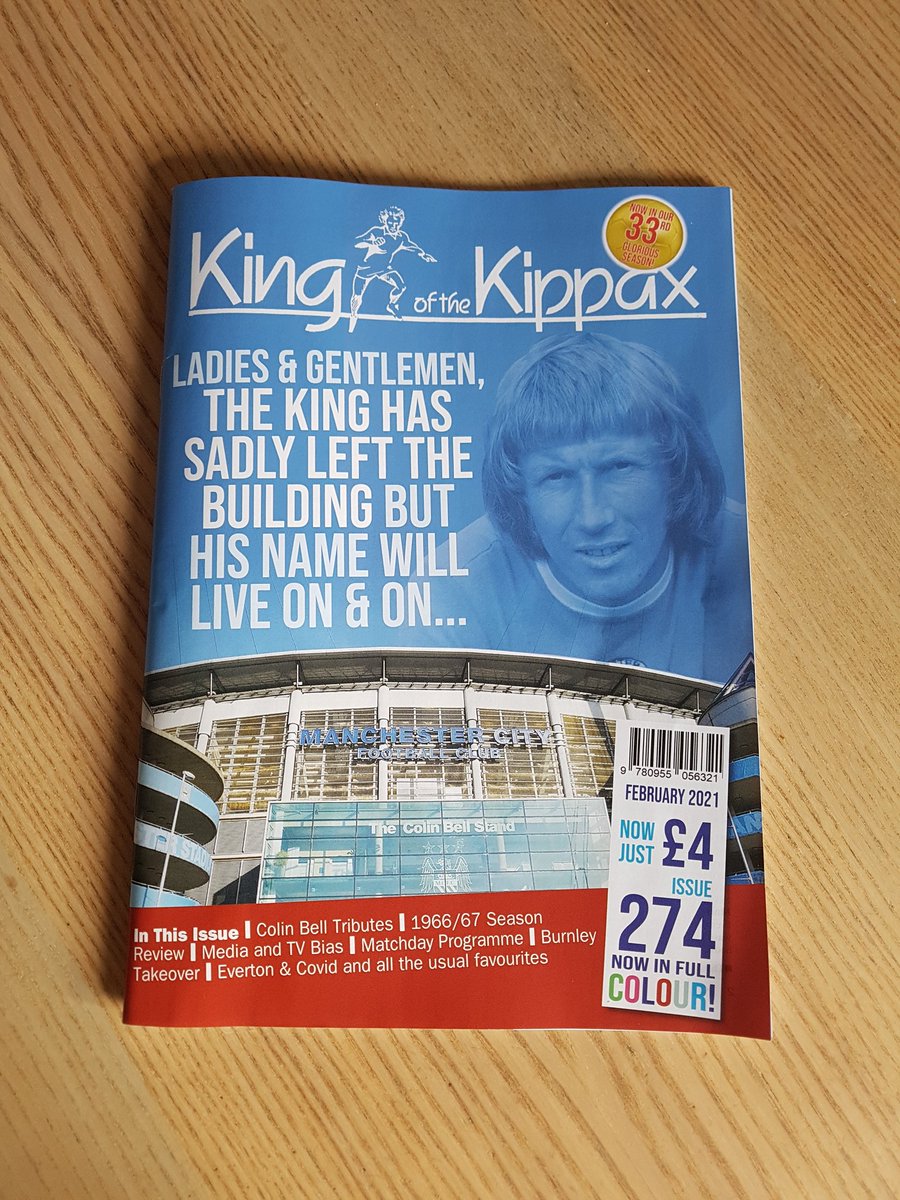 NOW IN OUR
33RD
GLORIOUS
SEASON!
King of the Kippax
LADIES & GENTLEMEN,
THE KING HAS
SADLY LEFT THE
BUILDING BUT
HIS NAME WILL
LIVE ON & ON...
MANCHESTER CITY
FOOTBALL CLUB
The Colin Bell Stand
9 780955 056321
FEBRUARY 2021
NOW
JUST £4
ISSUE
274
NOW IN FULL
COLOUR!
In This Issue | Colin Bell Tributes | 1966/67 Season
Review | Media and TV Bias | Matchday Programme | Burnley
Takeover | Everton & Covid and all the usual favourites